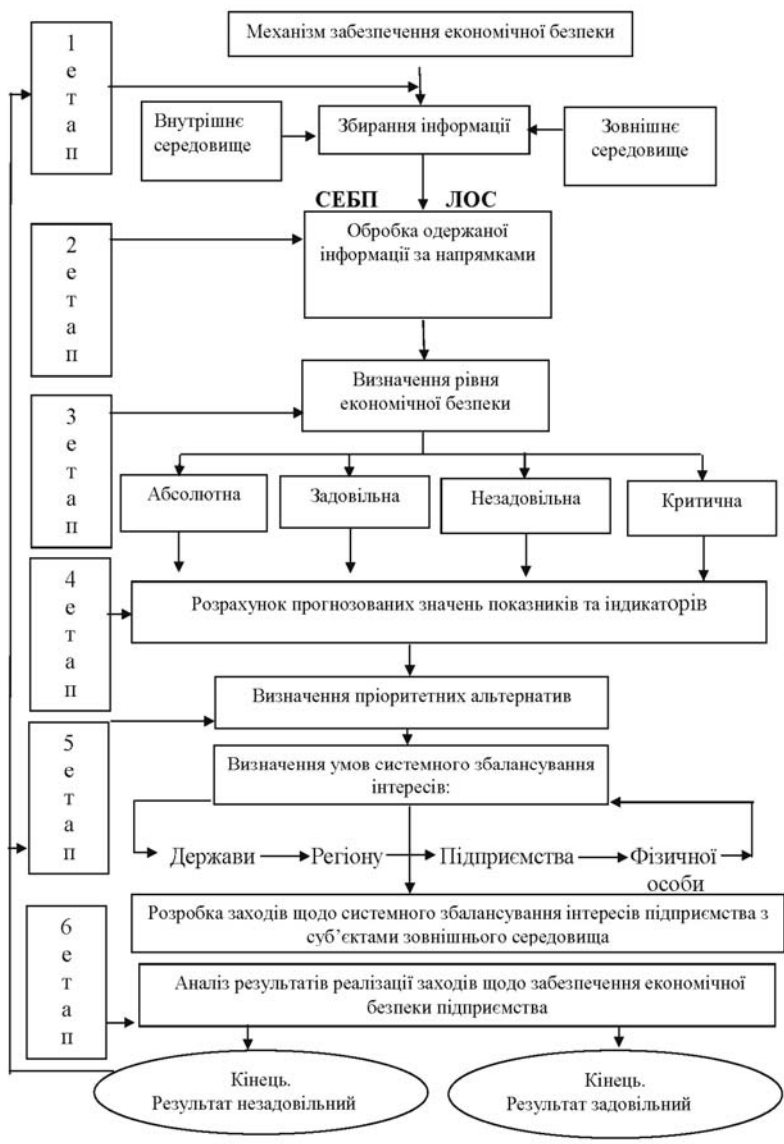 1
е
т
а
п
Механізм забезпечення економічної безпеки
Внутрішнє
середовище
Збирання інформації
Зовнішнє
середовище
СЕБП ЛОС
2
е
т
а
п
Обробка одержаної
інформації за напрямками
Визначення рівня
економічної безпеки
3
е
т
а
п
Абсолютна
Задовільна
Незадовільна
Критична
4
е
т
а
п
Розрахунок прогнозованих значень показників та індикаторів
Визначення пріоритетних альтернатив
5
е
т
а
п
Визначення умов системного збалансування
інтересів:
Держави Регіону Підприємства Фізичної
особи
Розробка заходів щодо системного збалансування інтересів підприємства з
суб’єктами зовнішнього середовища
6
е
т
а
п
Аналіз результатів реалізації заходів щодо забезпечення економічної
безпеки підприємства
Кінець.
Результат незадовільний
Кінець.
Результат задовільний